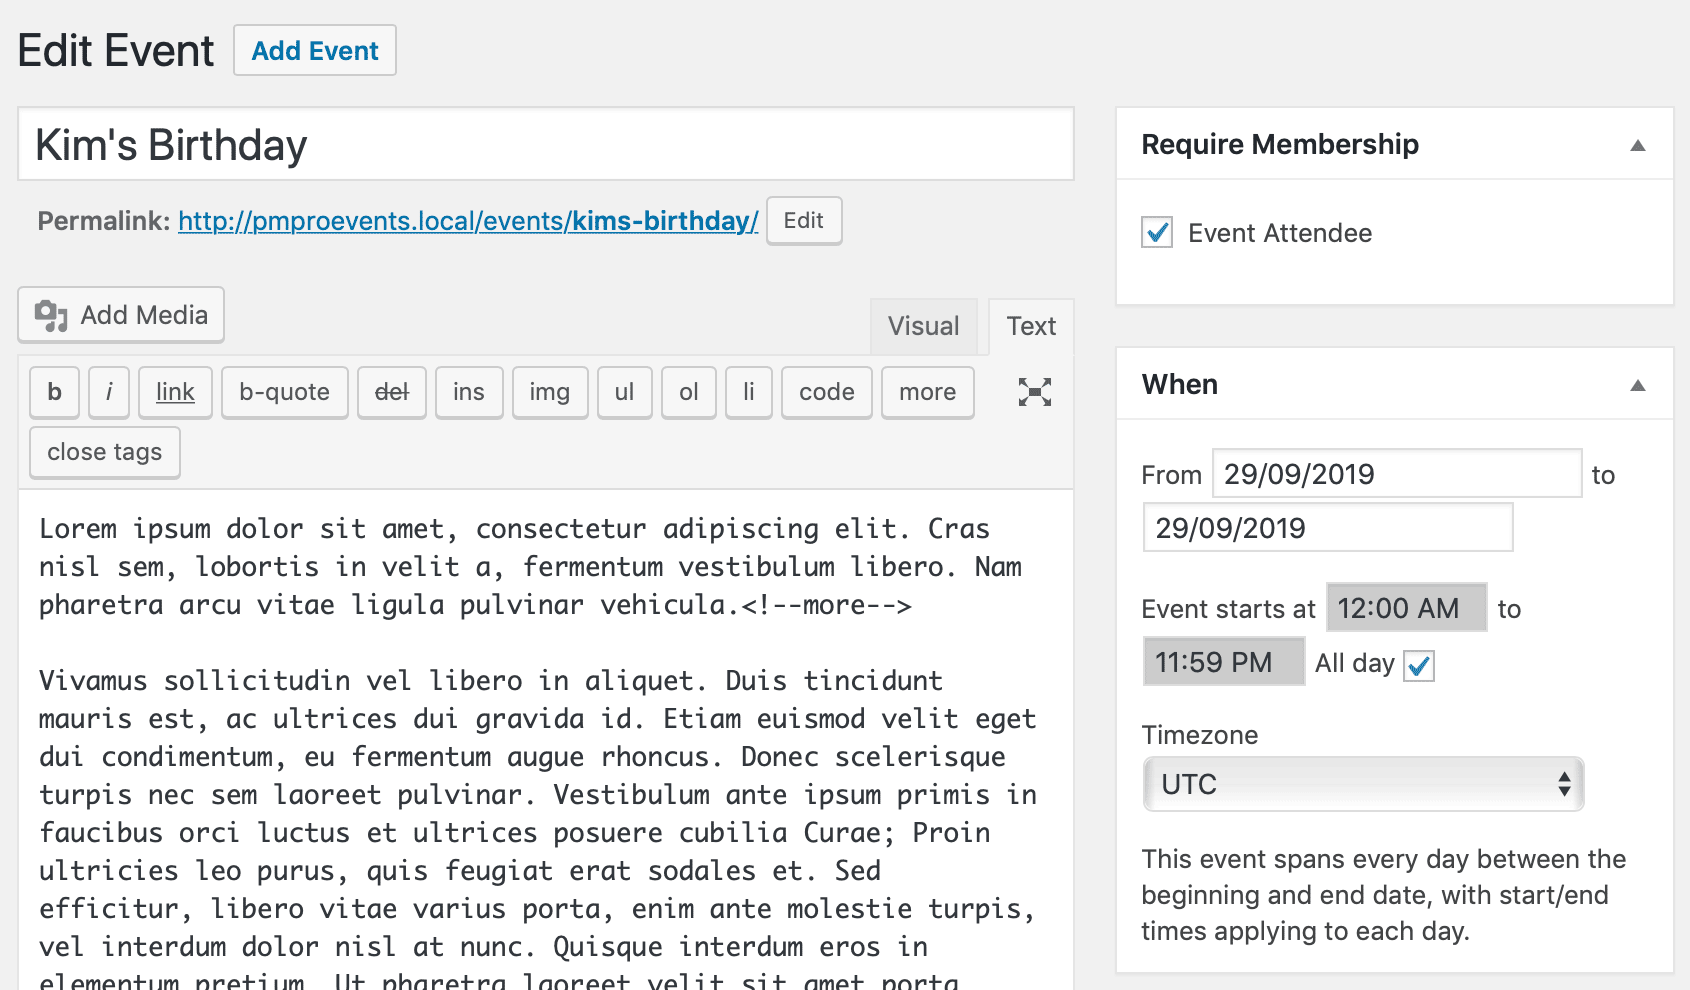 Edit Event Add Event
Kim's Birthday
Permalink: http://pmproevents.local/events/kims-birthday/ Edit
Add Media
Visual Text
b i link b-quote del ins img ul ol li code more
close tags
Lorem ipsum dolor sit amet, consectetur adipiscing elit. Cras
nisl sem, lobortis in velit a, fermentum vestibulum libero. Nam
pharetra arcu vitae ligula pulvinar vehicula.<!--more-->
Vivamus sollicitudin vel libero in aliquet. Duis tincidunt
mauris est, ac ultrices dui gravida id. Etiam euismod velit eget
dui condimentum, eu fermentum augue rhoncus. Donec scelerisque
turpis nec sem laoreet pulvinar. Vestibulum ante ipsum primis in
faucibus orci luctus et ultrices posuere cubilia Curae; Proin
ultricies leo purus, quis feugiat erat sodales et. Sed
efficitur, libero vitae varius porta, enim ante molestie turpis,
vel interdum dolor nisl at nunc. Quisque interdum eros in
elementum pretium. Ut pharetra laoreet velit sit amet porta
Require Membership
Event Attendee
When
From 29/09/2019 to
29/09/2019
Event starts at 12:00 AM to
11:59 PM All day
Timezone
UTC
This event spans every day between the
beginning and end date, with start/end
times applying to each day.